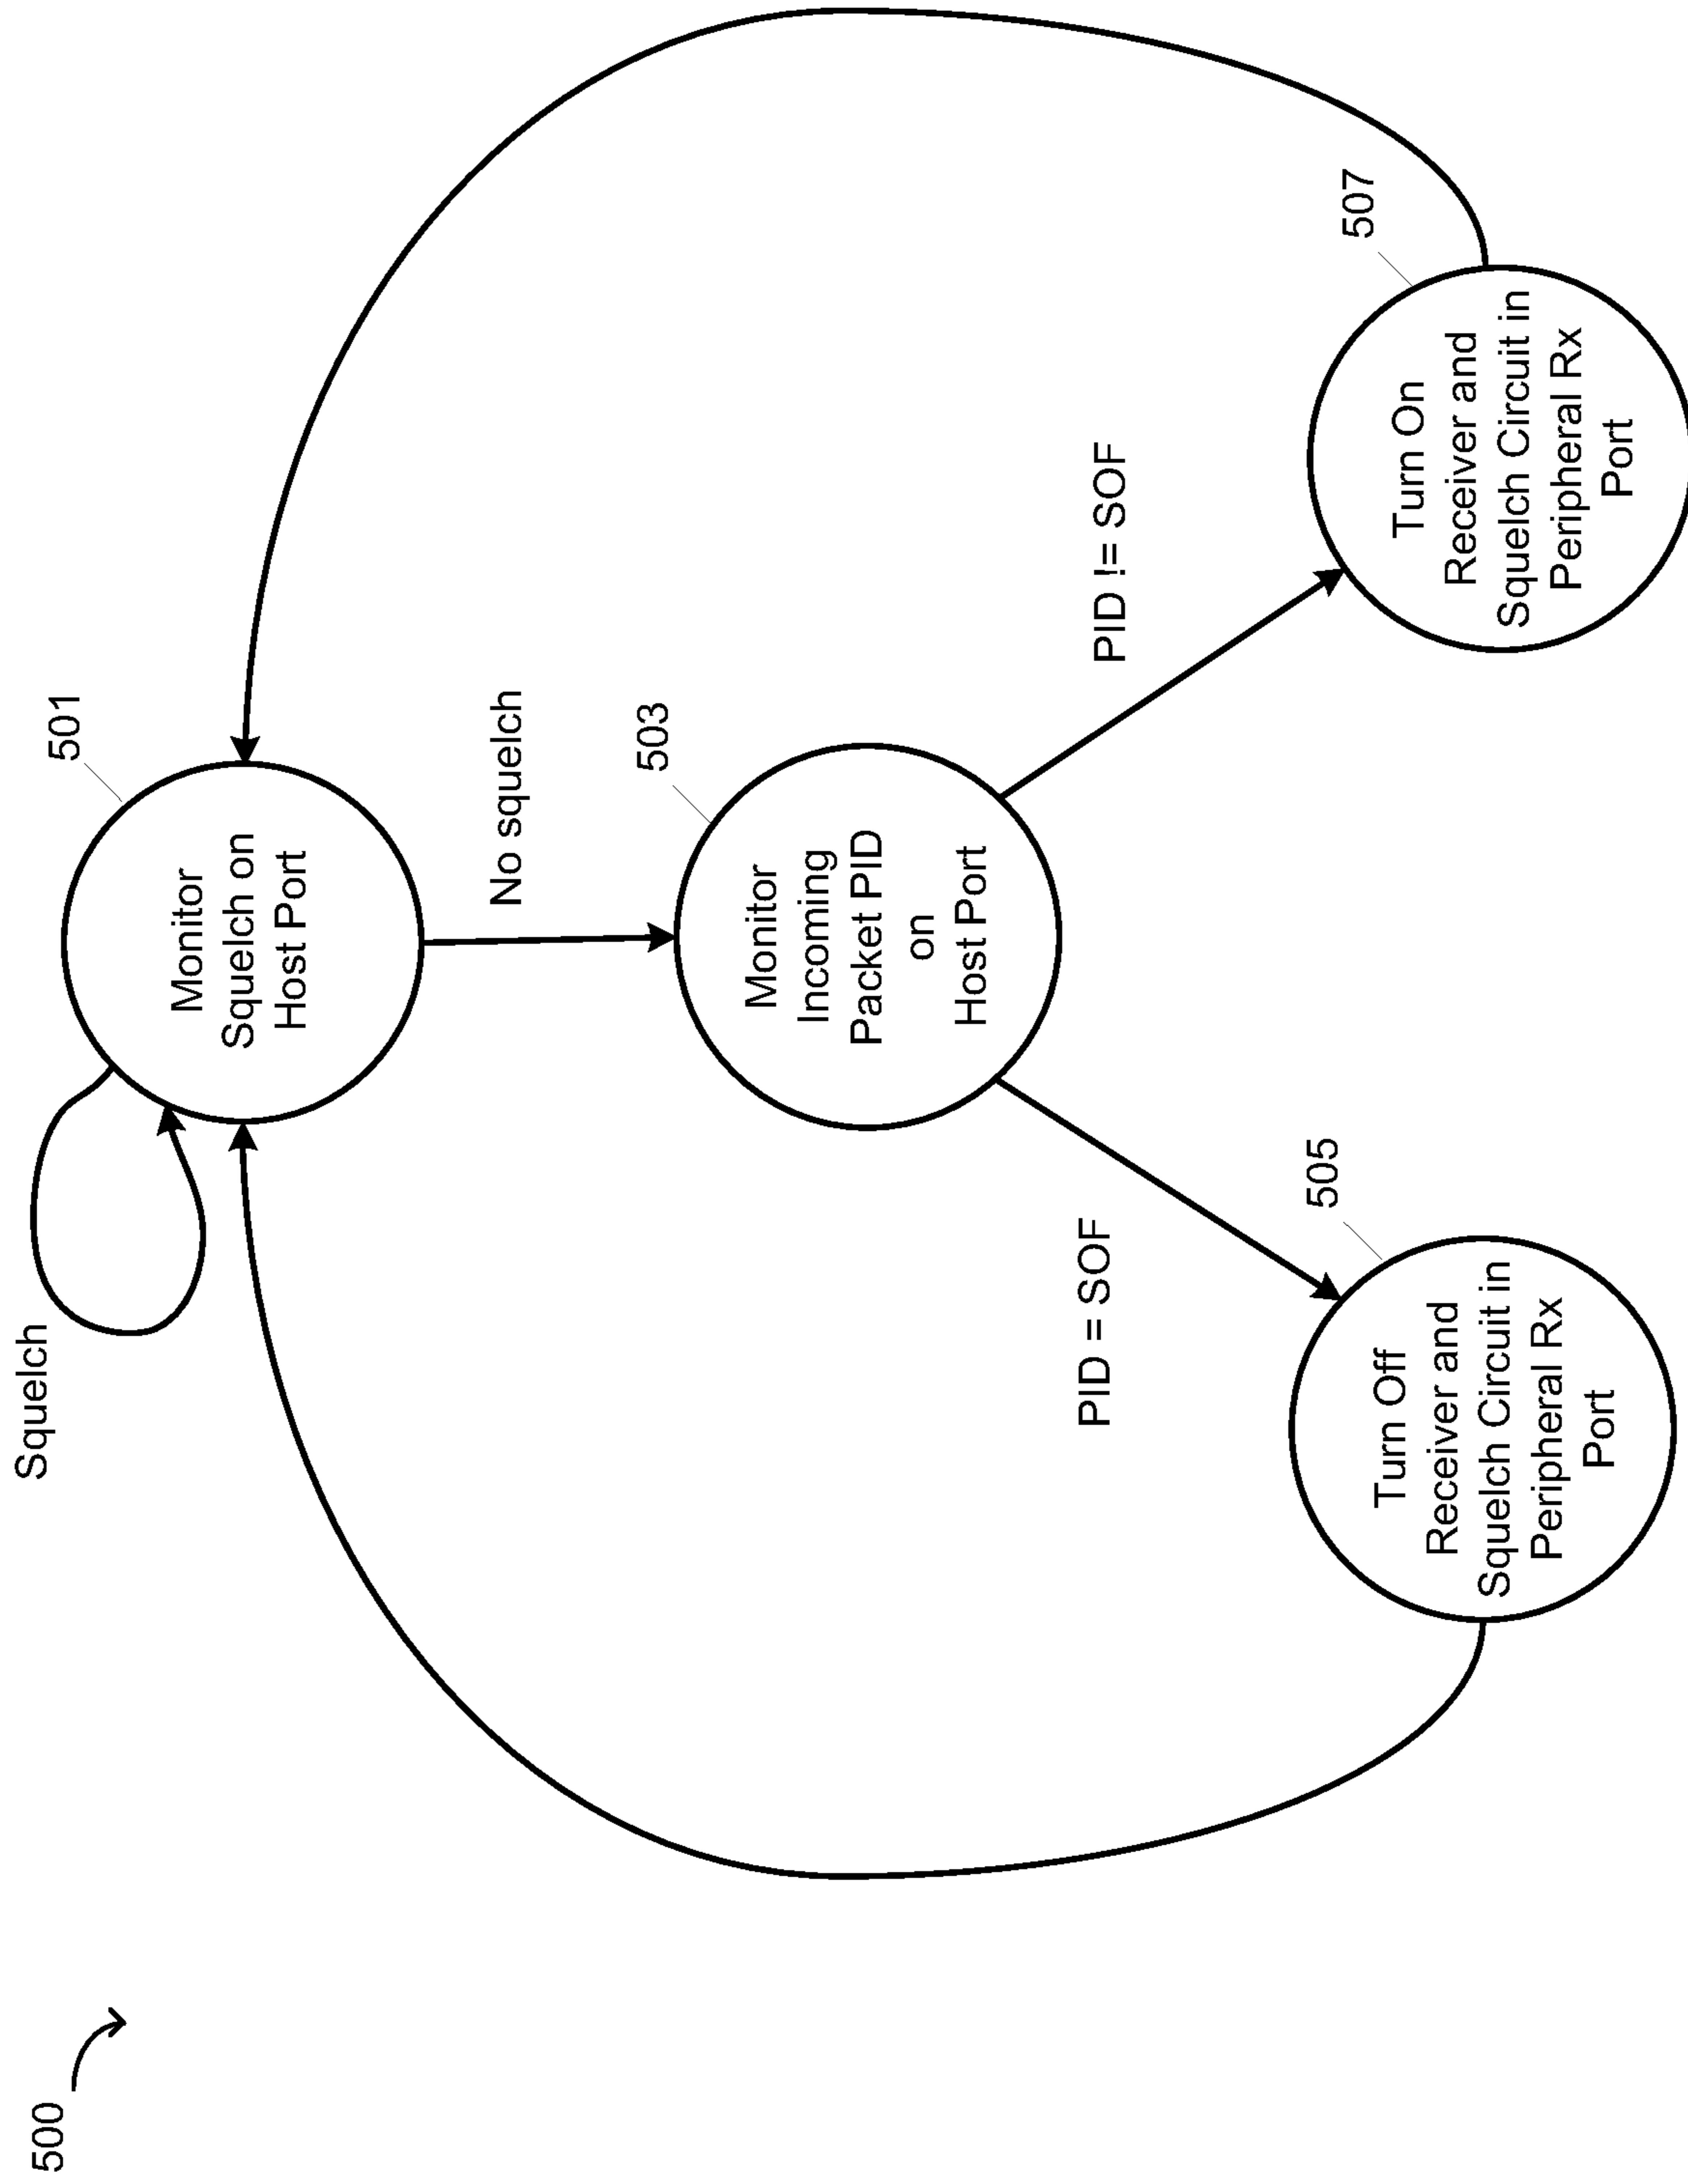 500
Squelch
501
Monitor
Squelch on
Host Port
No squelch
503
Monitor
Incoming
Packet PID
on
Host Port
PID = SOF
PID != SOF
505
Turn Off
Receiver and
Squelch Circuit in
Peripheral Rx
Port
507
Turn On
Receiver and
Squelch Circuit in
Peripheral Rx
Port